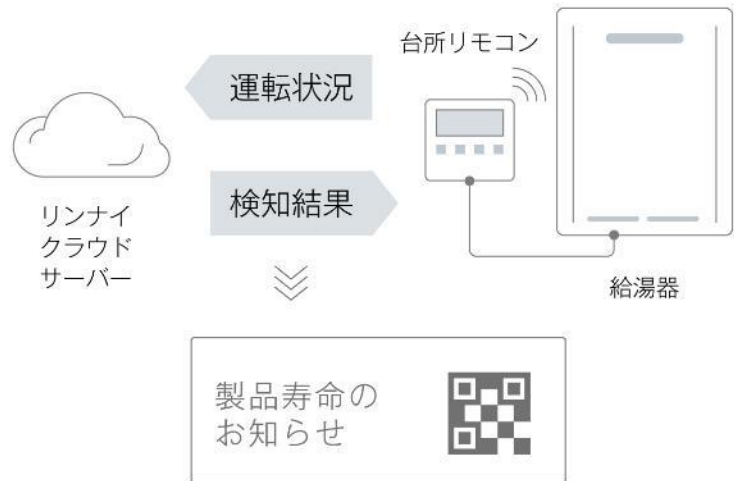 台所リモコン
運転状況
検知結果
リンナイ
クラウド
サーバー
給湯器
製品寿命の
お知らせ